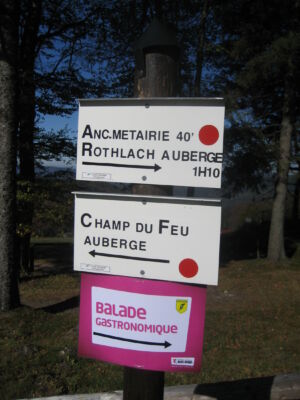 ANC.METAIRIE 40'
ROTHLACH AUBERGE
1H10
CHAMP DU FEU
AUBERGE
BALADE
GASTRONOMIQUE